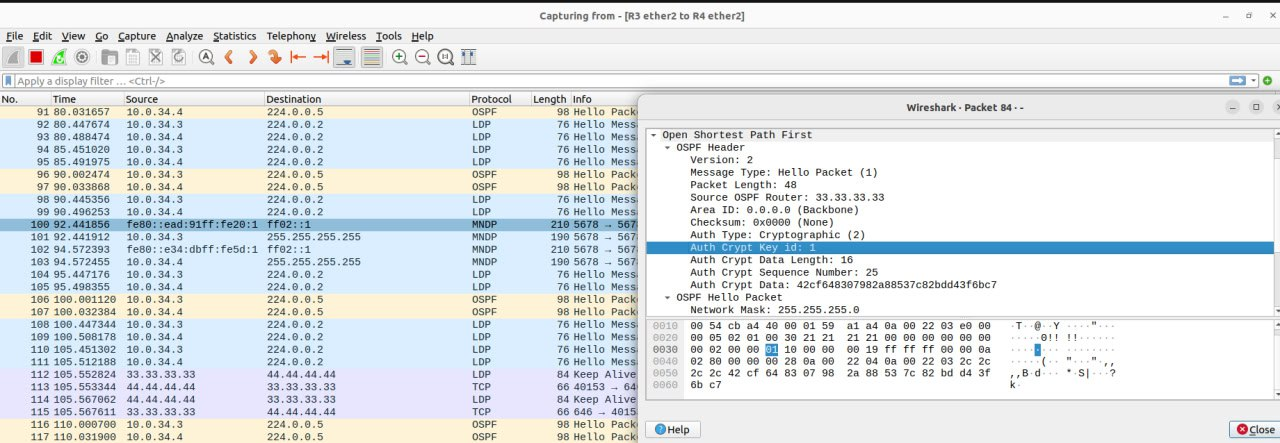 Capturing from - [R3 ether2 to R4 ether2]
File Edit View Go Capture Analyze Statistics Telephony Wireless Tools Help
Apply a display filter … <Ctrl-/>
No. Time Source Destination Protocol Length Info
91 80.031657 10.0.34.4 224.0.0.5 OSPF 98 Hello Pack
92 80.447674 10.0.34.3 224.0.0.2 LDP 76 Hello Mess
93 80.488474 10.0.34.4 224.0.0.2 LDP 76 Hello Mess
94 85.451020 10.0.34.3 224.0.0.2 LDP 76 Hello Mess
95 85.491975 10.0.34.4 224.0.0.2 LDP 76 Hello Mess
96 90.002474 10.0.34.3 224.0.0.5 OSPF 98 Hello Pack
97 90.033868 10.0.34.4 224.0.0.5 OSPF 98 Hello Pack
98 90.445356 10.0.34.3 224.0.0.2 LDP 76 Hello Mess
99 90.496253 10.0.34.4 224.0.0.2 LDP 76 Hello Mess
100 92.441856 fe80::ead:91ff:fe20:1 ff02::1 MNDP 210 5678 → 567
101 92.441912 10.0.34.3 255.255.255.255 MNDP 190 5678 → 567
102 94.572393 fe80::e34:dbff:fe5d:1 ff02::1 MNDP 210 5678 → 567
103 94.572455 10.0.34.4 255.255.255.255 MNDP 190 5678 → 567
104 95.447176 10.0.34.3 224.0.0.2 LDP 76 Hello Mess
105 95.498355 10.0.34.4 224.0.0.2 LDP 76 Hello Mess
106 100.001120 10.0.34.3 224.0.0.5 OSPF 98 Hello Pack
107 100.032384 10.0.34.4 224.0.0.5 OSPF 98 Hello Pack
108 100.447344 10.0.34.3 224.0.0.2 LDP 76 Hello Mess
109 100.508178 10.0.34.4 224.0.0.2 LDP 76 Hello Mess
110 105.451302 10.0.34.3 224.0.0.2 LDP 76 Hello Mess
111 105.512188 10.0.34.4 224.0.0.2 LDP 76 Hello Mess
112 105.552824 33.33.33.33 44.44.44.44 LDP 84 Keep Alive
113 105.553344 44.44.44.44 33.33.33.33 TCP 66 40153 → 64
114 105.567062 44.44.44.44 33.33.33.33 LDP 84 Keep Alive
115 105.567611 33.33.33.33 44.44.44.44 TCP 66 646 → 4015
116 110.000700 10.0.34.3 224.0.0.5 OSPF 98 Hello Pack
117 110.031900 10.0.34.4 224.0.0.5 OSPF 98 Hello Pack
Wireshark · Packet 84 · -
Open Shortest Path First
OSPF Header
Version: 2
Message Type: Hello Packet (1)
Packet Length: 48
Source OSPF Router: 33.33.33.33
Area ID: 0.0.0.0 (Backbone)
Checksum: 0x0000 (None)
Auth Type: Cryptographic (2)
Auth Crypt Key id: 1
Auth Crypt Data Length: 16
Auth Crypt Sequence Number: 25
Auth Crypt Data: 42cf648307982a88537c82bdd43f6bc7
OSPF Hello Packet
Network Mask: 255.255.255.0
0010 00 54 cb a4 40 00 01 59 a1 a4 0a 00 22 03 e0 00 ·T··@··Y ····"···
0020 00 05 02 01 00 30 21 21 21 21 00 00 00 00 00 00 ·····0!! !!······
0030 00 02 00 00 01 10 00 00 00 19 ff ff ff 00 00 0a ········ ········
0040 02 80 00 00 00 28 0a 00 22 04 0a 00 22 03 2c 2c ·····(·· "···"·,,
0050 2c 2c 42 cf 64 83 07 98 2a 88 53 7c 82 bd d4 3f ,,B·d··· *·S|···?
0060 6b c7 k·
Help
Close